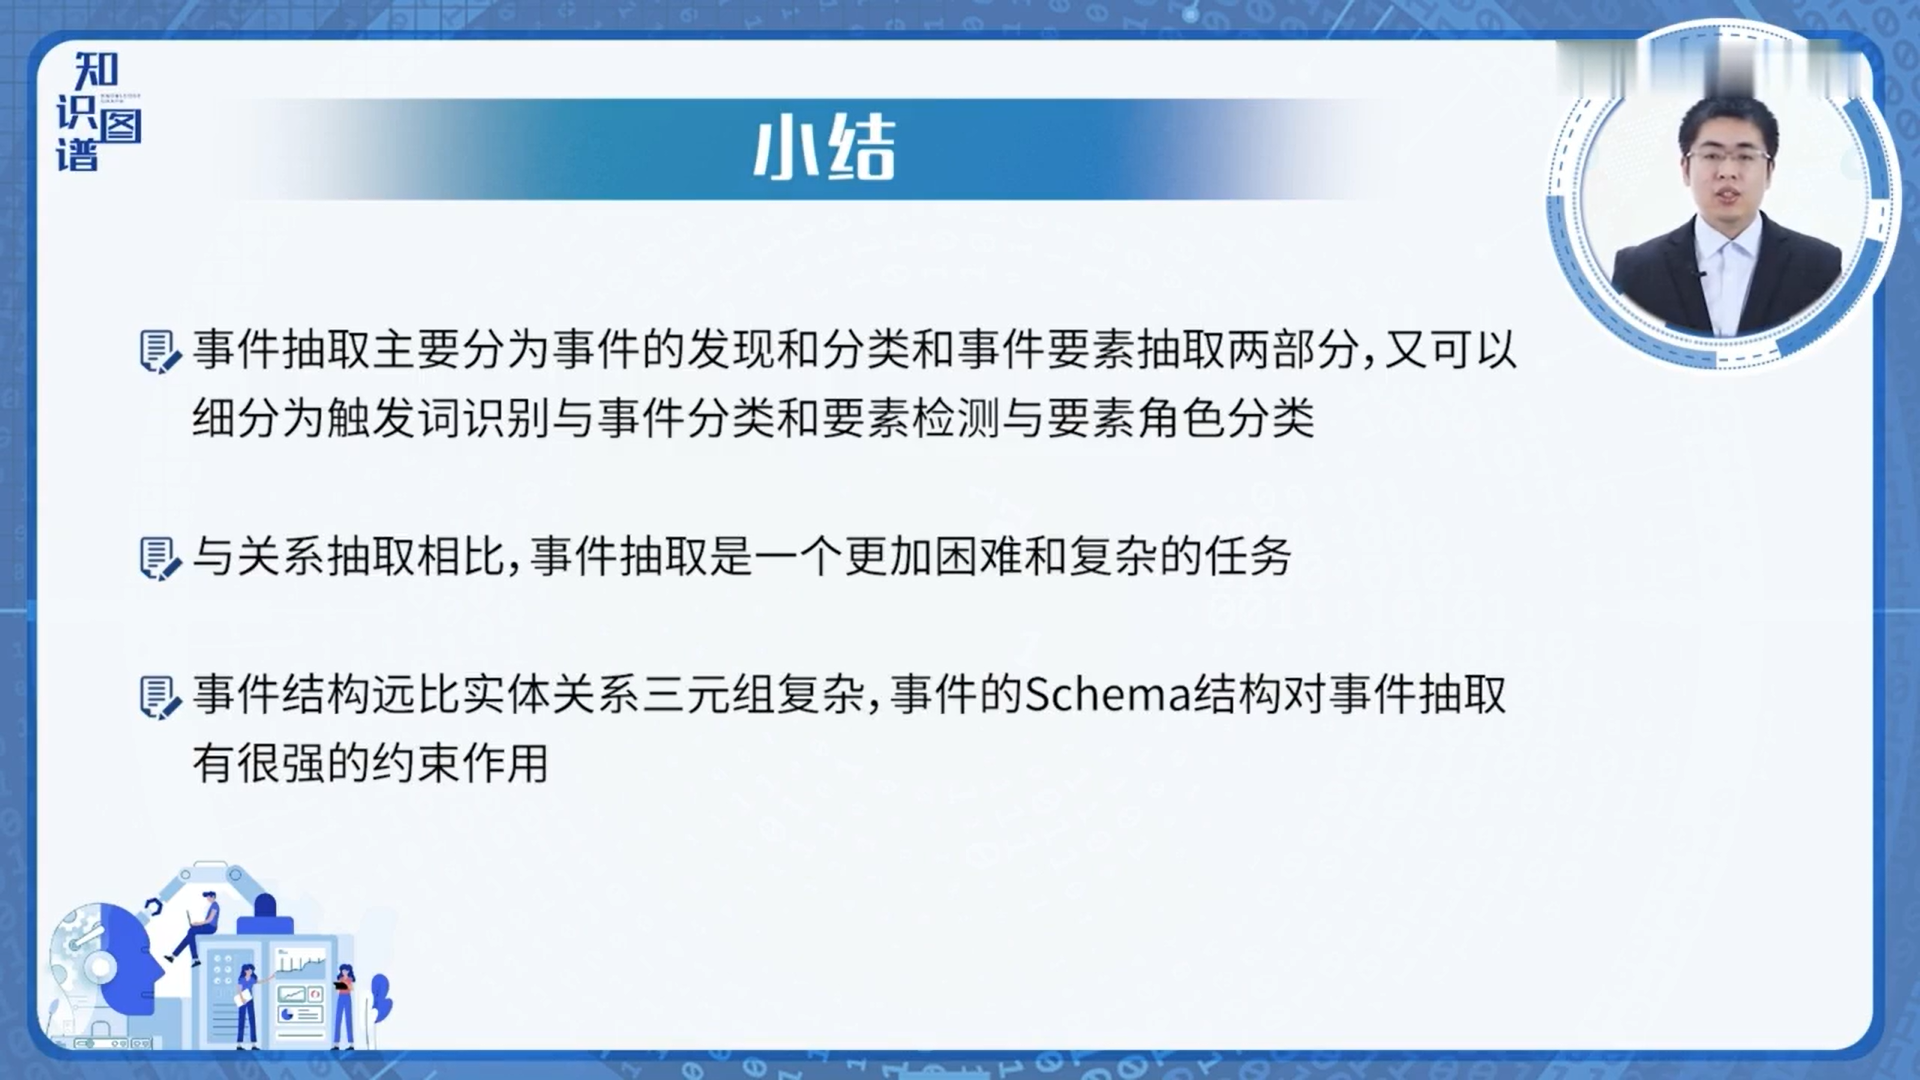 知
识图
谱
小结
事件抽取主要分为事件的发现和分类和事件要素抽取两部分，又可以
细分为触发词识别与事件分类和要素检测与要素角色分类
与关系抽取相比，事件抽取是一个更加困难和复杂的任务
事件结构远比实体关系三元组复杂，事件的Schema结构对事件抽取
有很强的约束作用